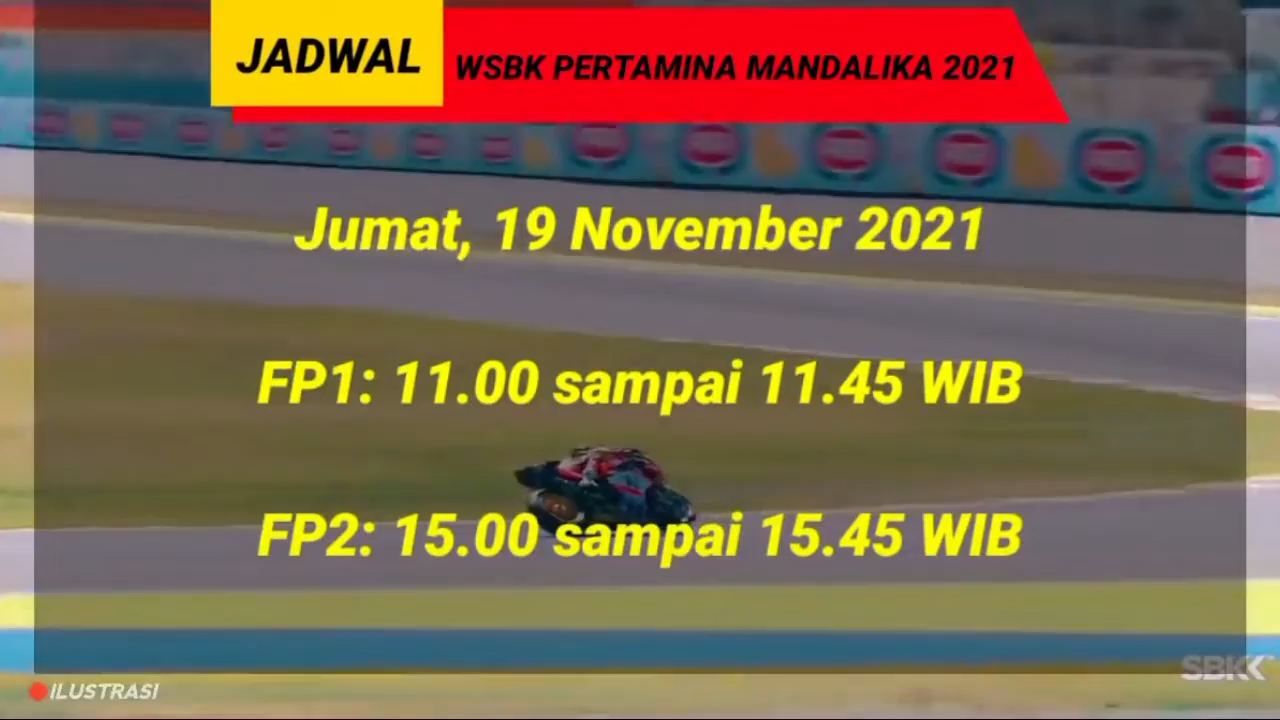 JADWAL
WSBK PERTAMINA MANDALIKA 2021
Jumat, 19 November 2021
FP1: 11.00 sampai 11.45 WIB
FP2: 15.00 sampai 15.45 WIB
ILUSTRASI
SBK